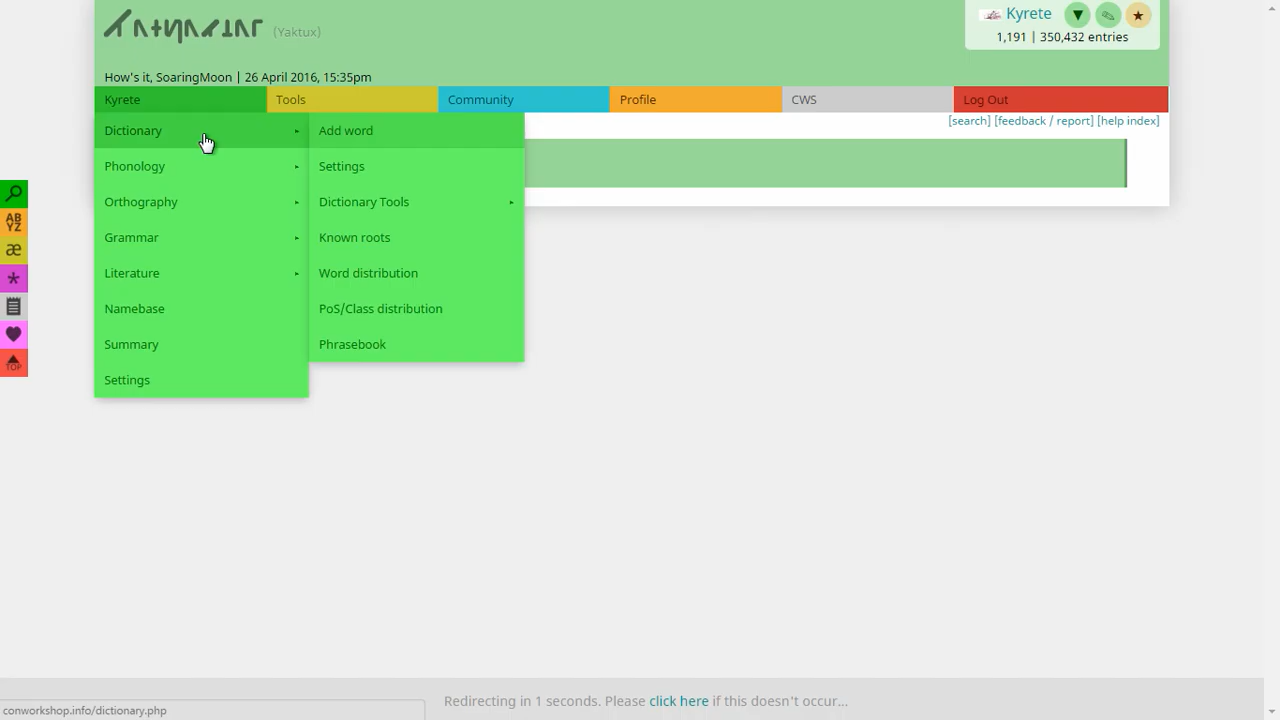 (Yaktux)
Kyrete
1,191 | 350,432 entries
How's it, SoaringMoon | 26 April 2016, 15:35pm
Kyrete
Tools
Community
Profile
CWS
Log Out
[search] [feedback / report] [help index]
Dictionary
Phonology
Orthography
Grammar
Literature
Namebase
Summary
Settings
Add word
Settings
Dictionary Tools
Known roots
Word distribution
PoS/Class distribution
Phrasebook
AB
YZ
æ
*
TOP
Redirecting in 1 seconds. Please click here if this doesn't occur...
conworkshop.info/dictionary.php